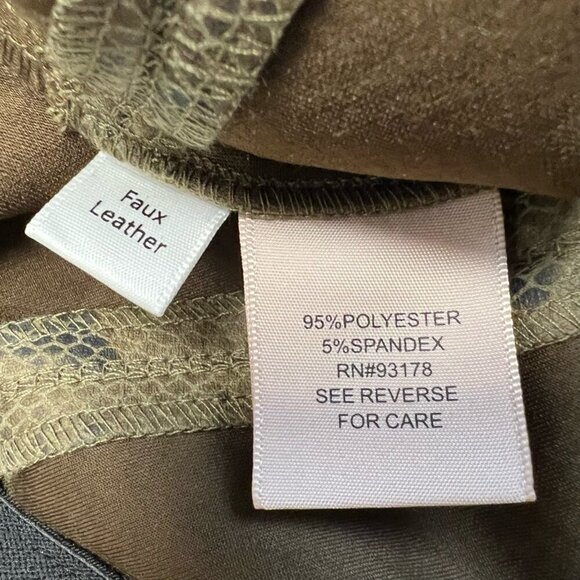 Faux
Leather
95%POLYESTER
5%SPANDEX
RN#93178
SEE REVERSE
FOR CARE